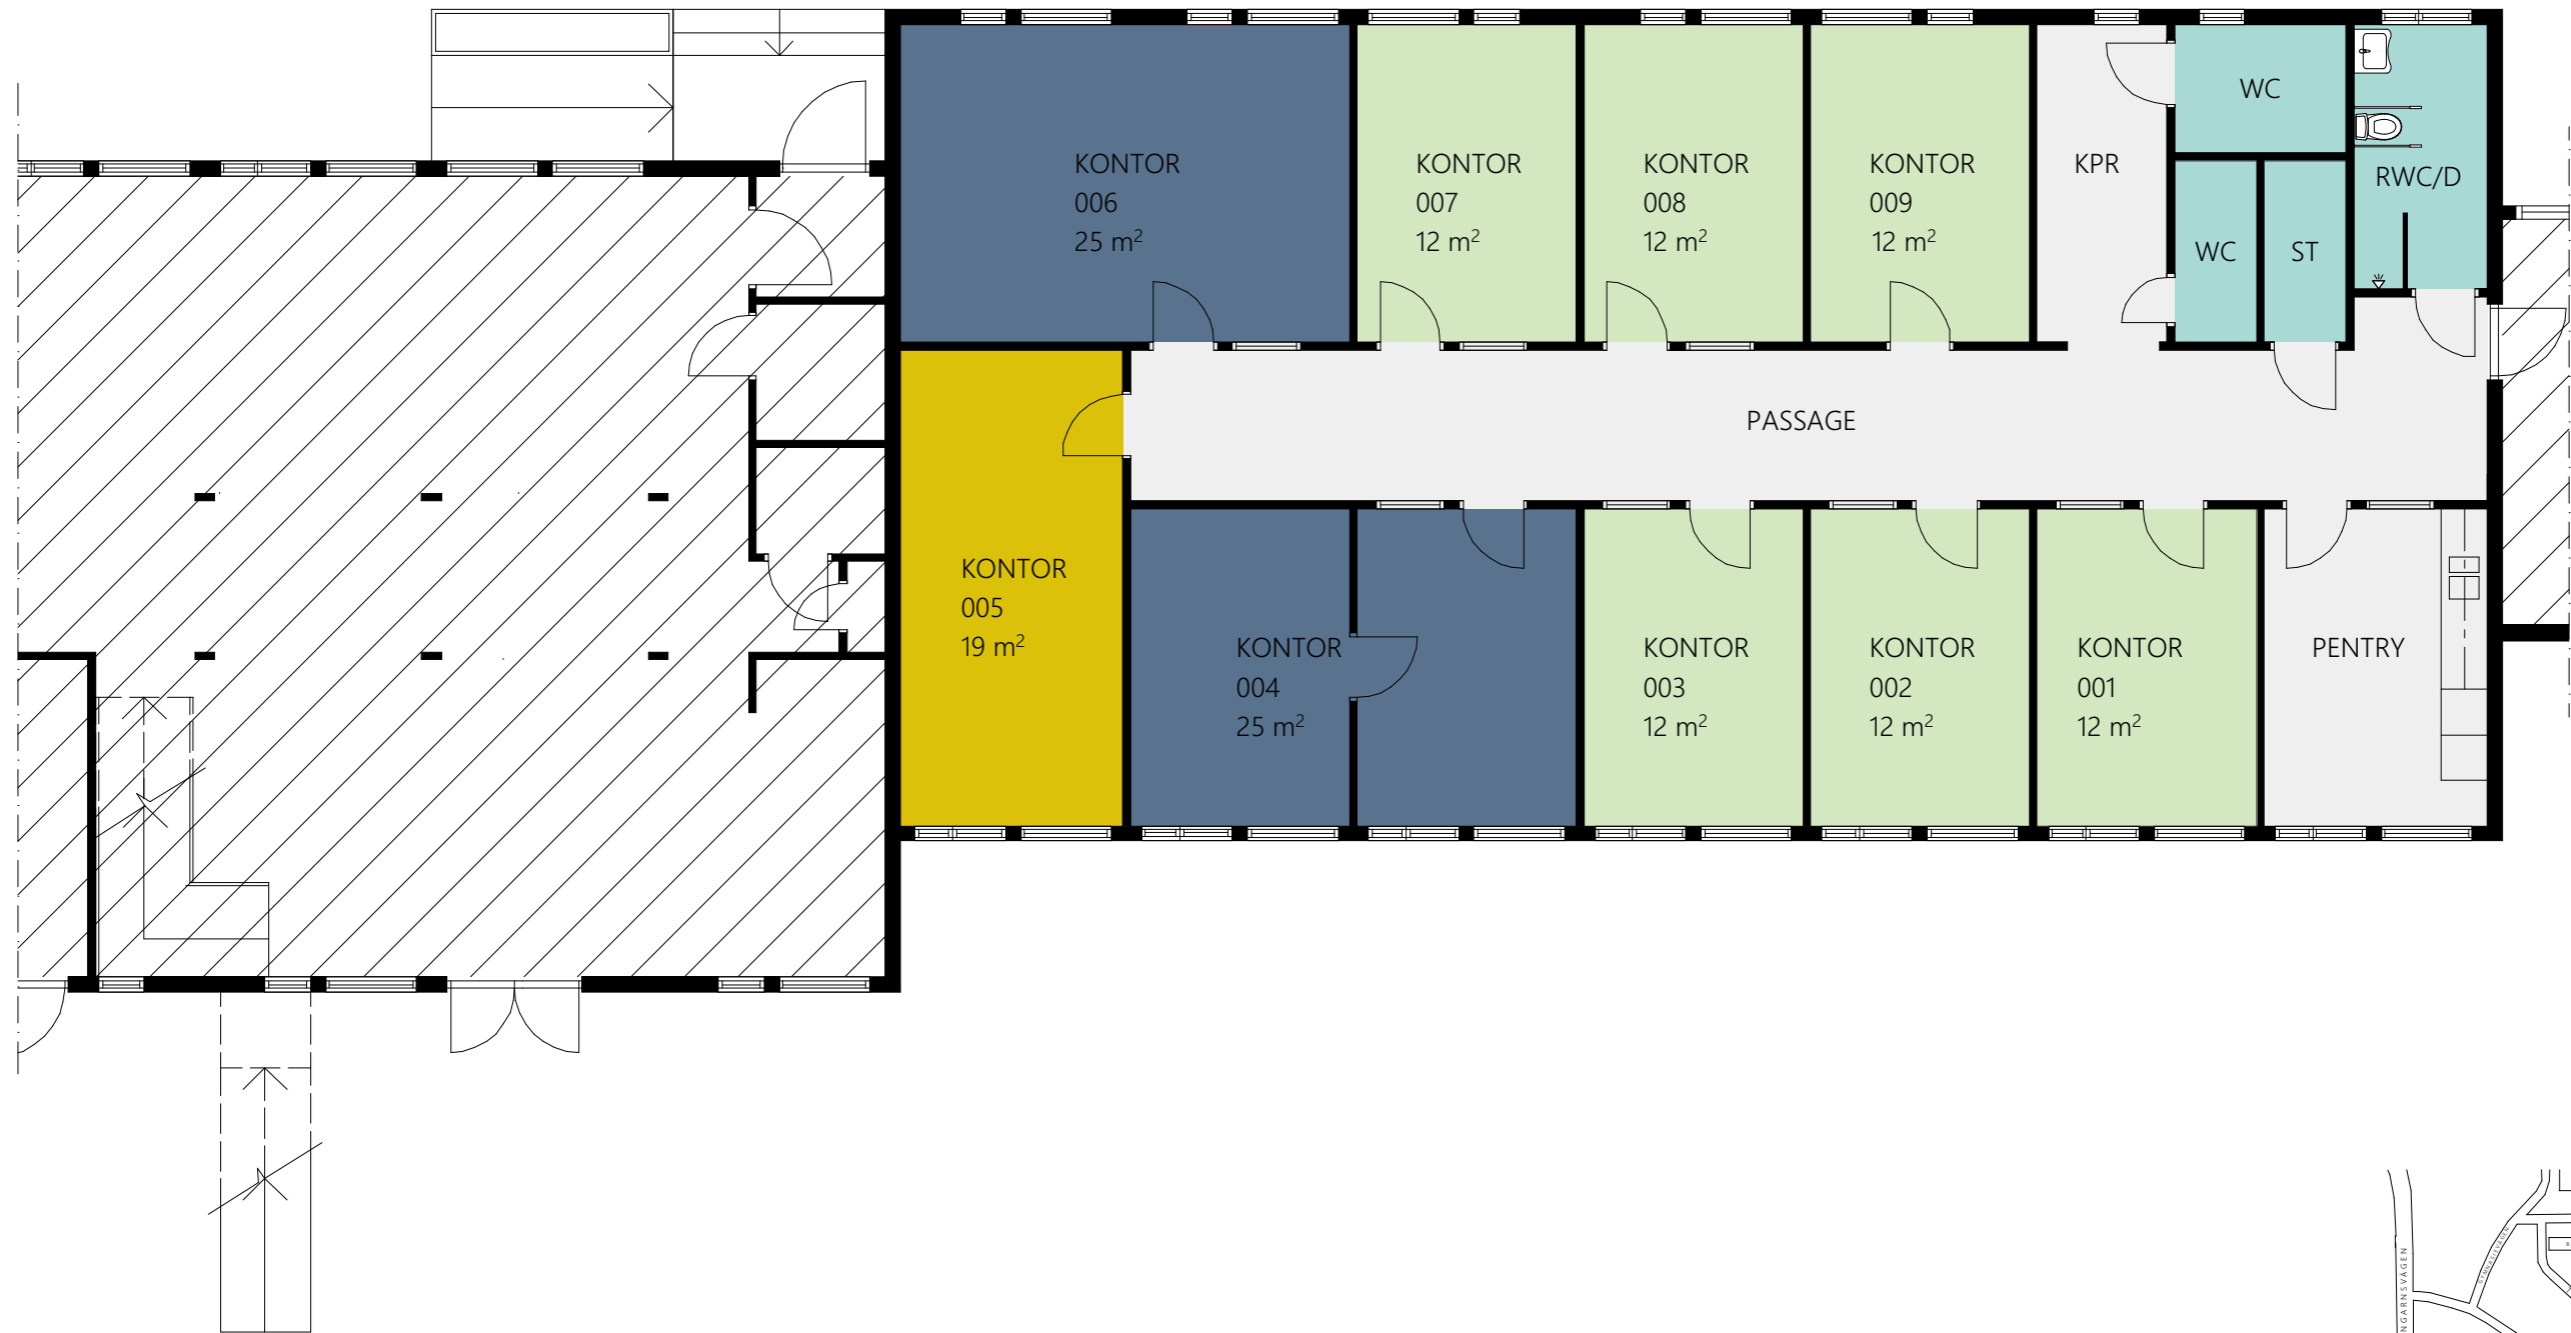 KONTOR
006
25 m²
KONTOR
007
12 m²
KONTOR
008
12 m²
KONTOR
009
12 m²
KPR
WC
WC
ST
RWC/D
PASSAGE
KONTOR
005
19 m²
KONTOR
004
25 m²
KONTOR
003
12 m²
KONTOR
002
12 m²
KONTOR
001
12 m²
PENTRY
NGARNSVÄGEN
GYMNASIEVÄGEN